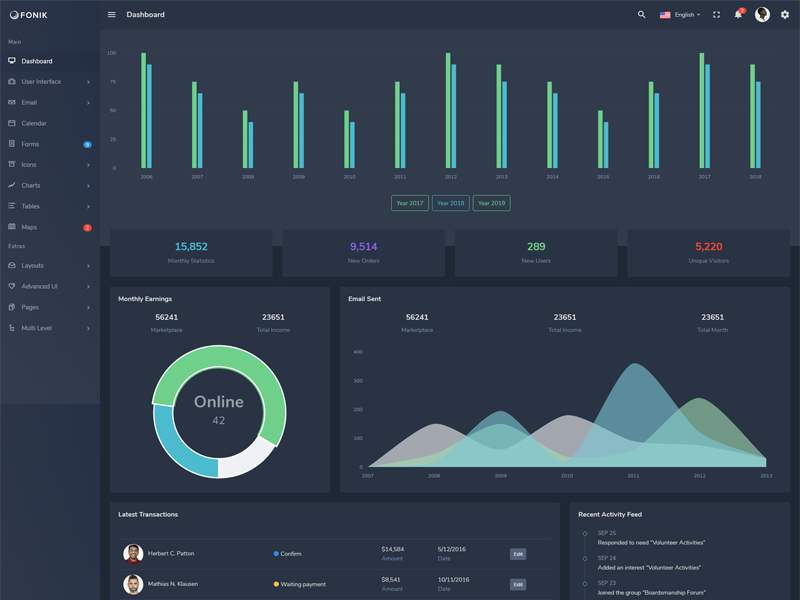 FONIK
Dashboard
English
Main
Dashboard
User Interface
Email
Calendar
Forms
Icons
Charts
Tables
Maps
Extras
Layouts
Advanced UI
Pages
Multi Level
100
75
50
25
0
2006 2007 2008 2009 2010 2011 2012 2013 2014 2015 2016 2017 2018
Year 2017 Year 2018 Year 2019
15,852 9,514 289 5,220
Monthly Statistics New Orders New Users Unique Visitors
Monthly Earnings
56241 23651
Marketplace Total Income
Online
42
Email Sent
56241 23651 23651
Marketplace Total Income Total Month
400
300
200
100
0
2007 2008 2009 2010 2011 2012 2013
Latest Transactions
Herbert C. Patton Confirm $14,584 5/12/2016 Edit
Amount Date
Mathias N. Klausen Waiting payment $8,541 10/11/2016 Edit
Amount Date
Recent Activity Feed
SEP 25
Responded to need "Volunteer Activities"
SEP 24
Added an interest "Volunteer Activities"
SEP 23
Joined the group "Boardsmanship Forum"